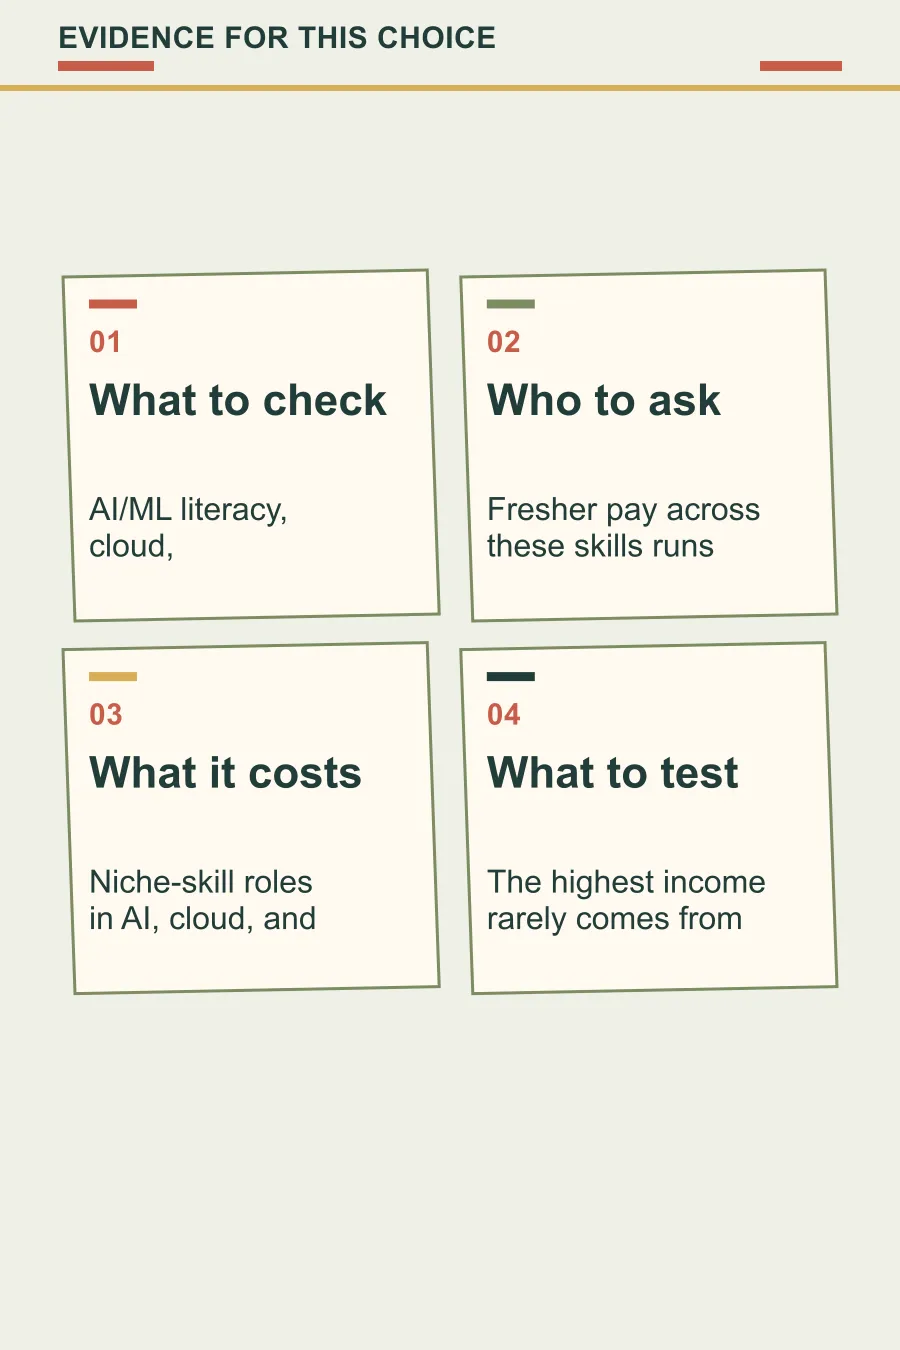 EVIDENCE FOR THIS CHOICE
01
What to check
AI/ML literacy,
cloud,
02
Who to ask
Fresher pay across
these skills runs
03
What it costs
Niche-skill roles
in AI, cloud, and
04
What to test
The highest income
rarely comes from